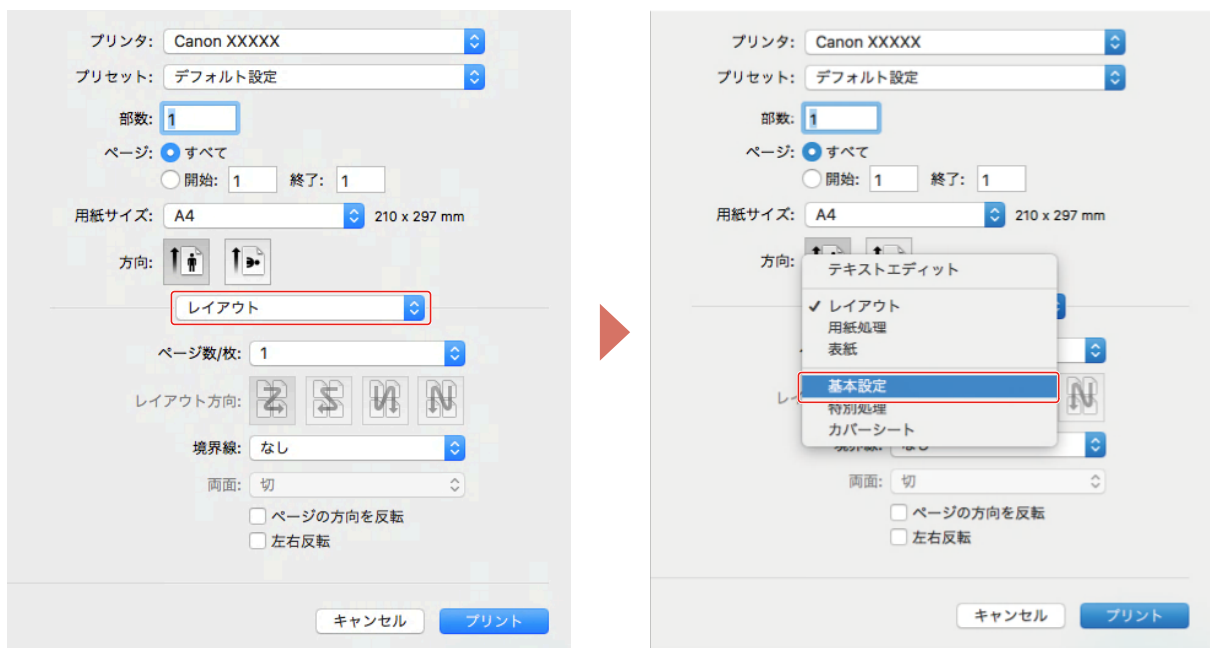 プリンタ: Canon XXXXX
プリセット: デフォルト設定
部数: 1
ページ: すべて
開始: 1 終了: 1
用紙サイズ: A4 210 x 297 mm
方向:
レイアウト
ページ数/枚: 1
レイアウト方向:
境界線: なし
両面: 切
ページの方向を反転
左右反転
キャンセル プリント
プリンタ: Canon XXXXX
プリセット: デフォルト設定
部数: 1
ページ: すべて
開始: 1 終了: 1
用紙サイズ: A4 210 x 297 mm
方向:
テキストエディット
✓ レイアウト
用紙処理
表紙
基本設定
特別処理
カバーシート
両面: 切
ページの方向を反転
左右反転
キャンセル プリント